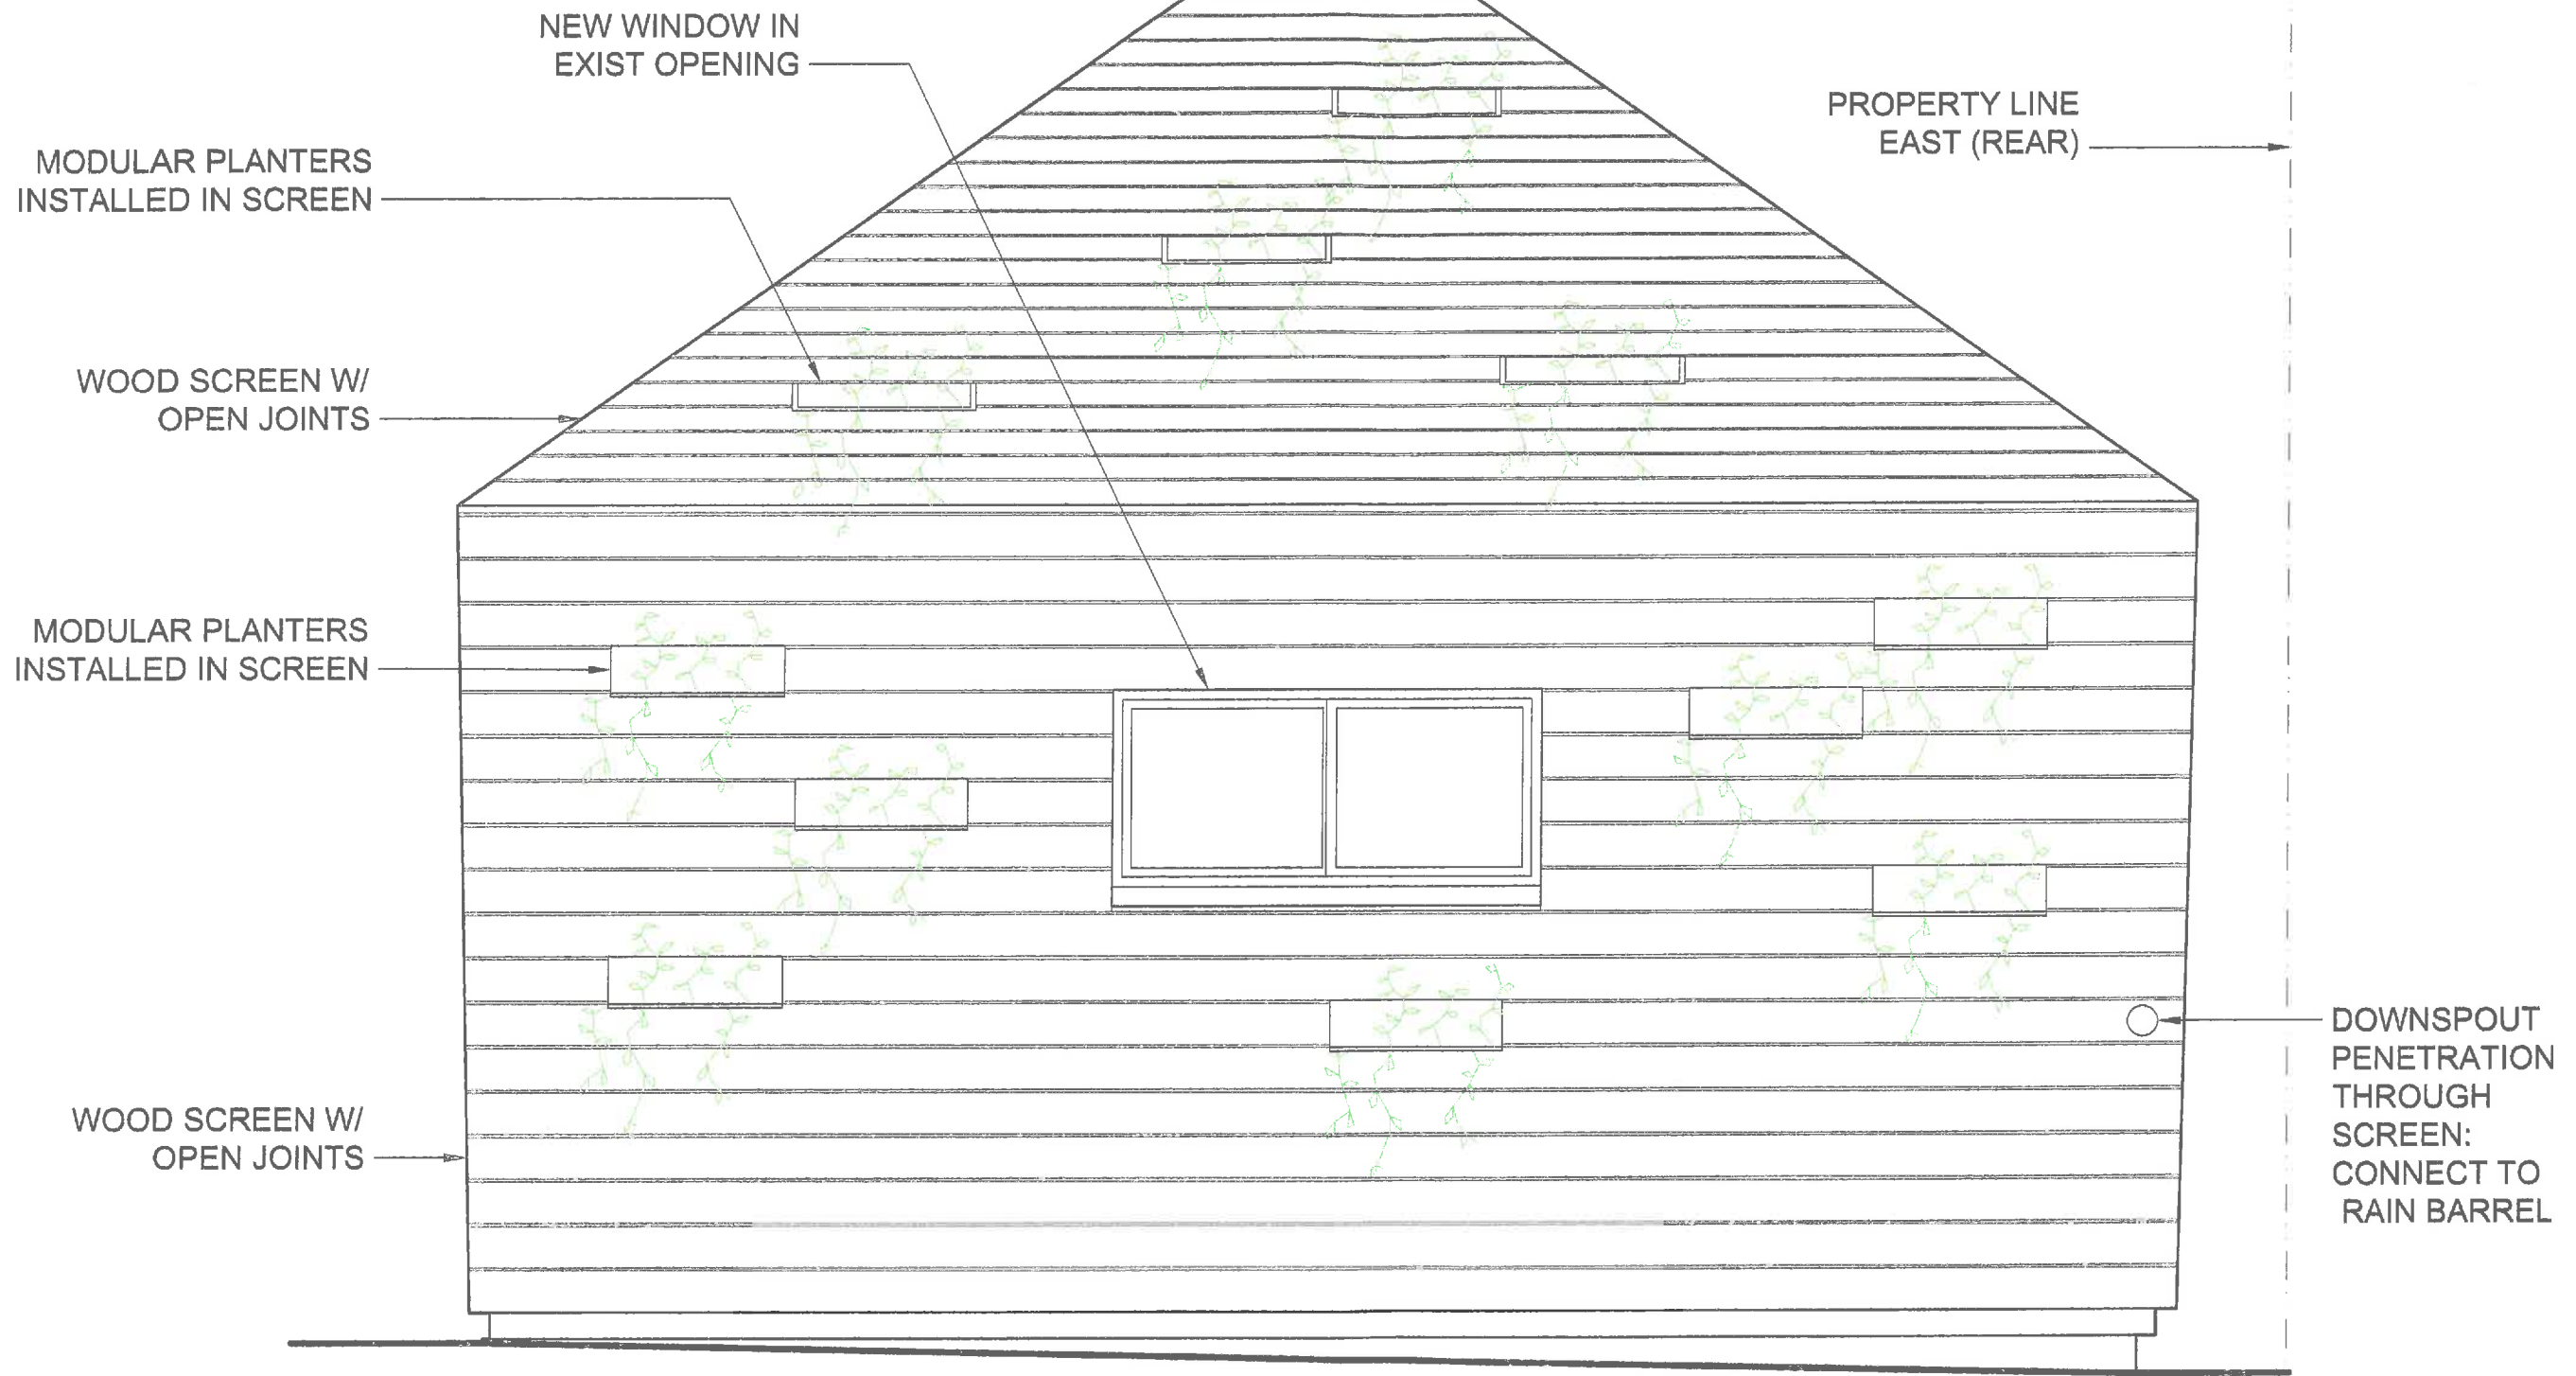 NEW WINDOW IN
EXIST OPENING
PROPERTY LINE
EAST (REAR)
MODULAR PLANTERS
INSTALLED IN SCREEN
WOOD SCREEN W/
OPEN JOINTS
MODULAR PLANTERS
INSTALLED IN SCREEN
DOWNSPOUT
PENETRATION
THROUGH
SCREEN:
CONNECT TO
RAIN BARREL
WOOD SCREEN W/
OPEN JOINTS